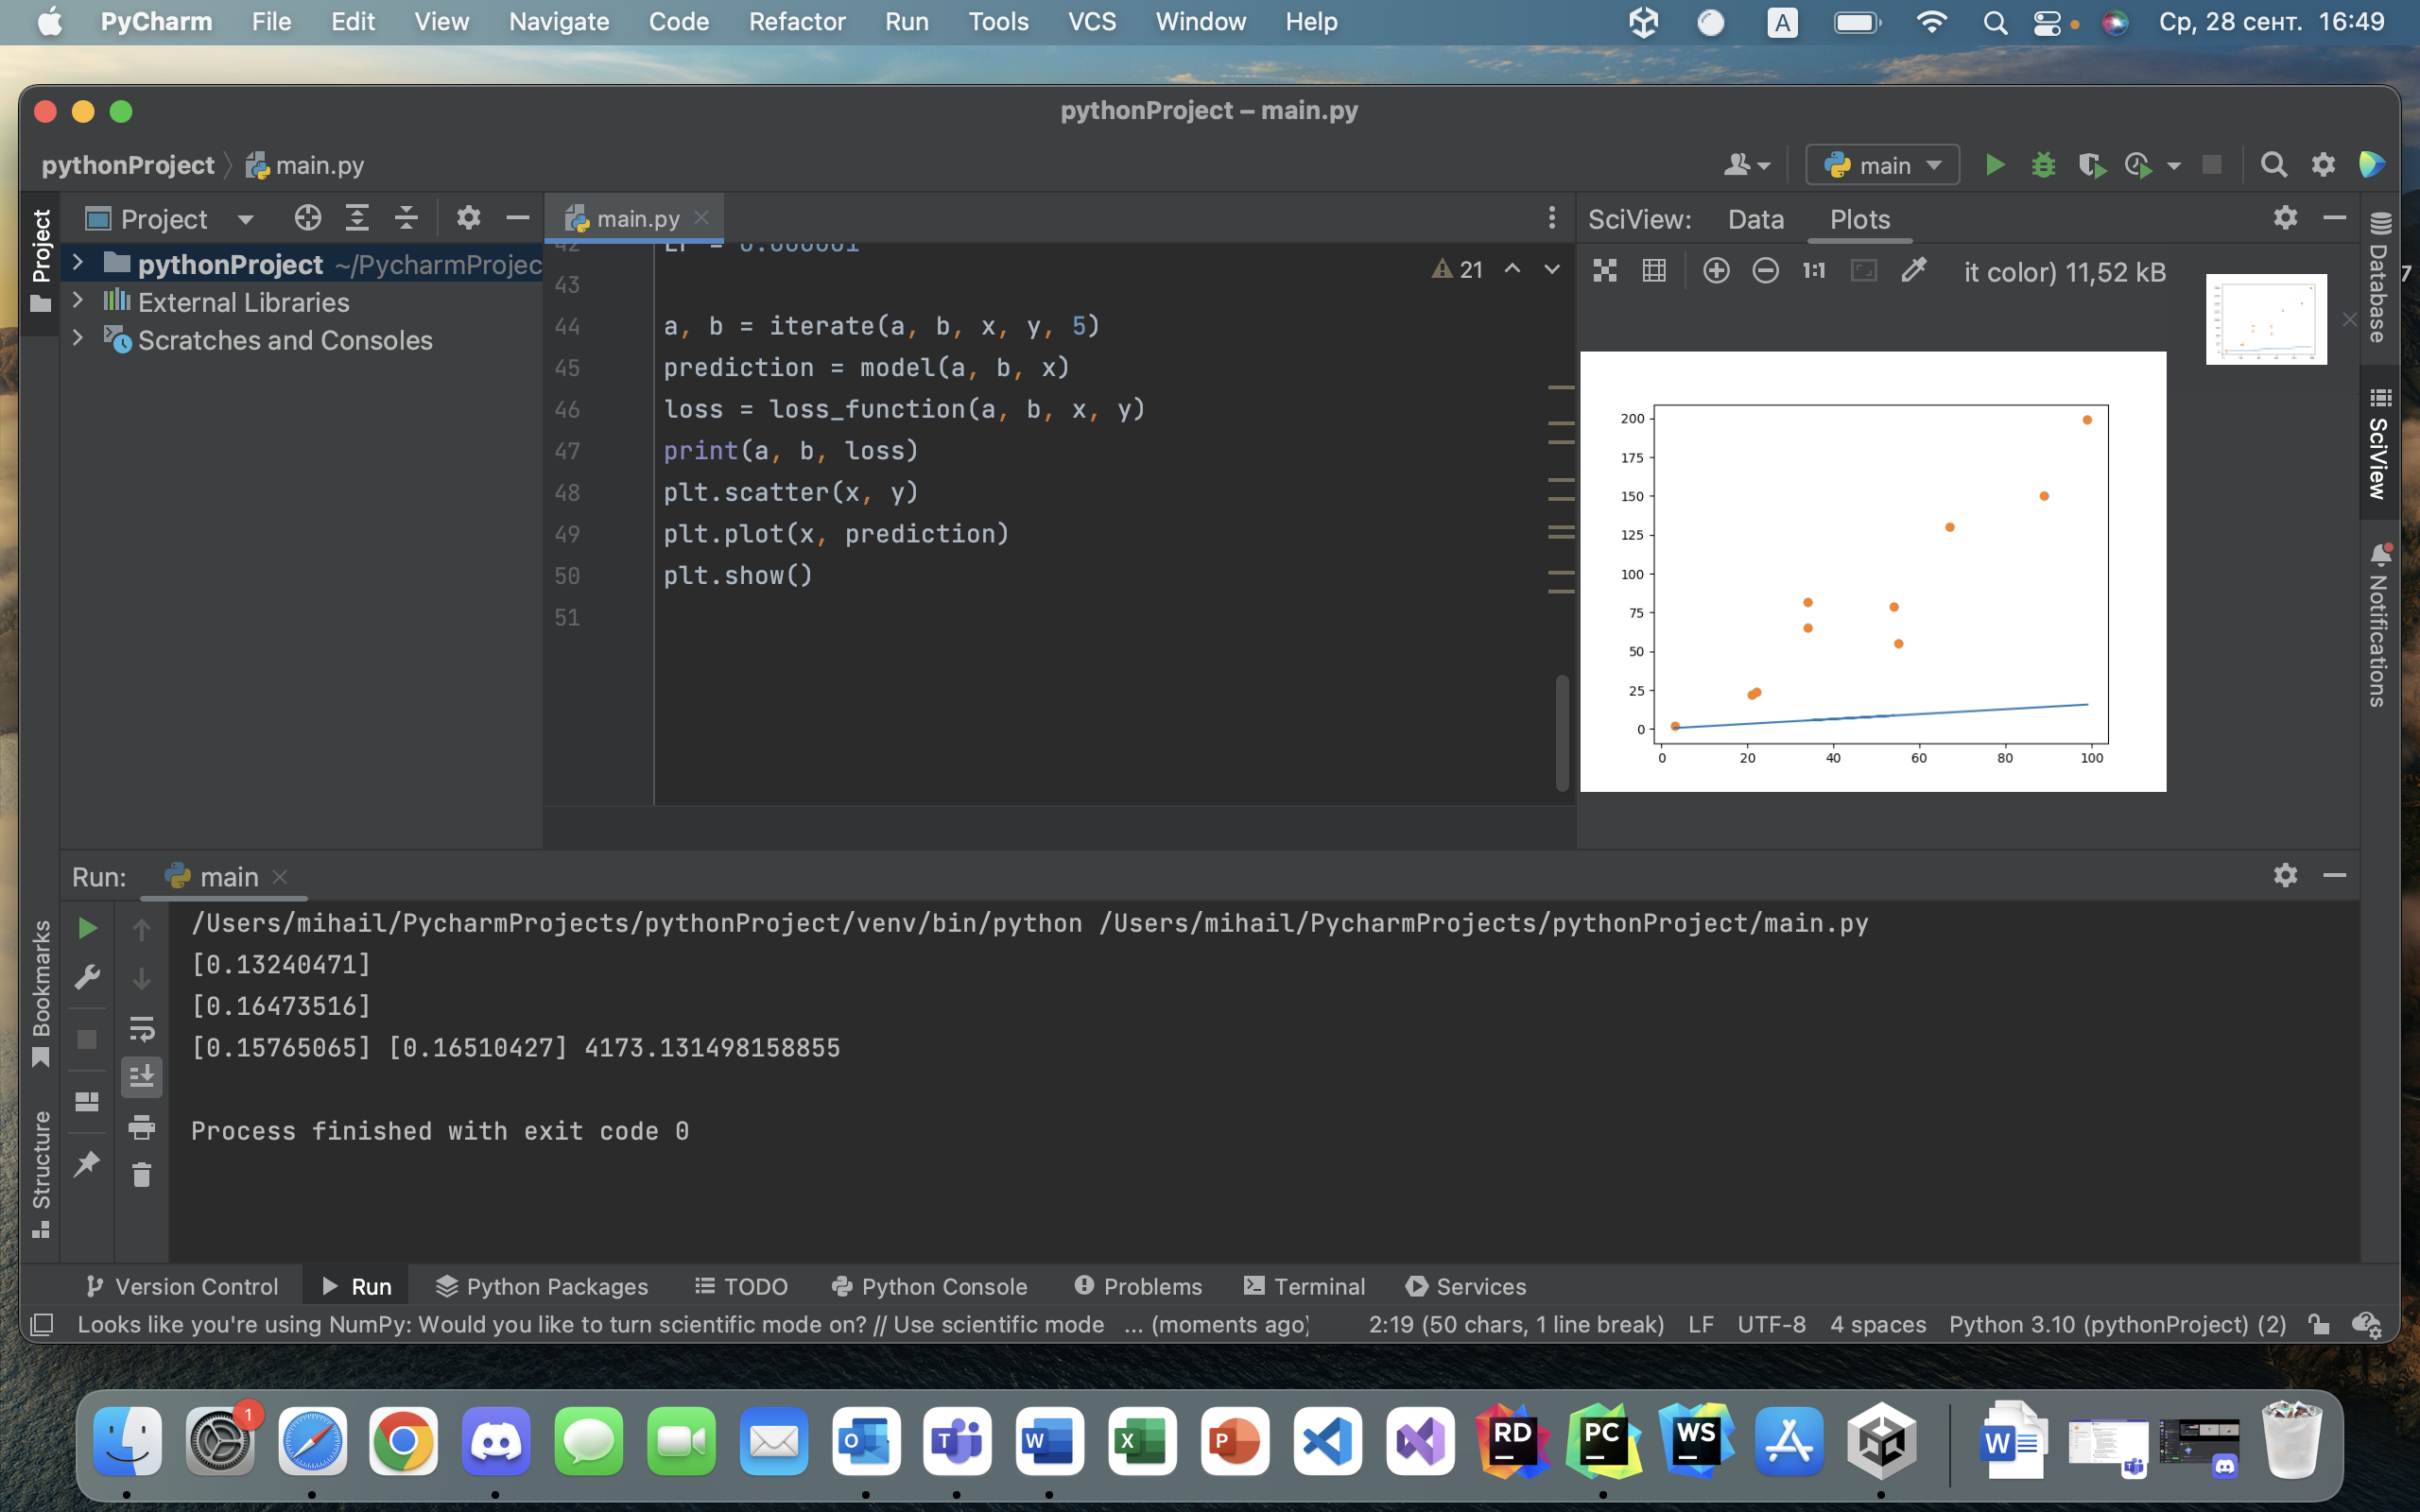 PyCharm File Edit View Navigate Code Refactor Run Tools VCS Window Help A Ср, 28 сент. 16:49
pythonProject – main.py
pythonProject main.py main
Project
Project main.py
pythonProject ~/PycharmProjec
External Libraries
Scratches and Consoles
21
43
44 a, b = iterate(a, b, x, y, 5)
45 prediction = model(a, b, x)
46 loss = loss_function(a, b, x, y)
47 print(a, b, loss)
48 plt.scatter(x, y)
49 plt.plot(x, prediction)
50 plt.show()
51
SciView: Data Plots
1:1 it color) 11,52 kB
200
175
150
125
100
75
50
25
0
0 20 40 60 80 100
Database
SciView
Notifications
7
Run: main
/Users/mihail/PycharmProjects/pythonProject/venv/bin/python /Users/mihail/PycharmProjects/pythonProject/main.py
[0.13240471]
[0.16473516]
[0.15765065] [0.16510427] 4173.131498158855
Process finished with exit code 0
Bookmarks
Structure
Version Control Run Python Packages TODO Python Console Problems Terminal Services
Looks like you're using NumPy: Would you like to turn scientific mode on? // Use scientific mode ... (moments ago) 2:19 (50 chars, 1 line break) LF UTF-8 4 spaces Python 3.10 (pythonProject) (2)
1 O T W X P RD PC WS W